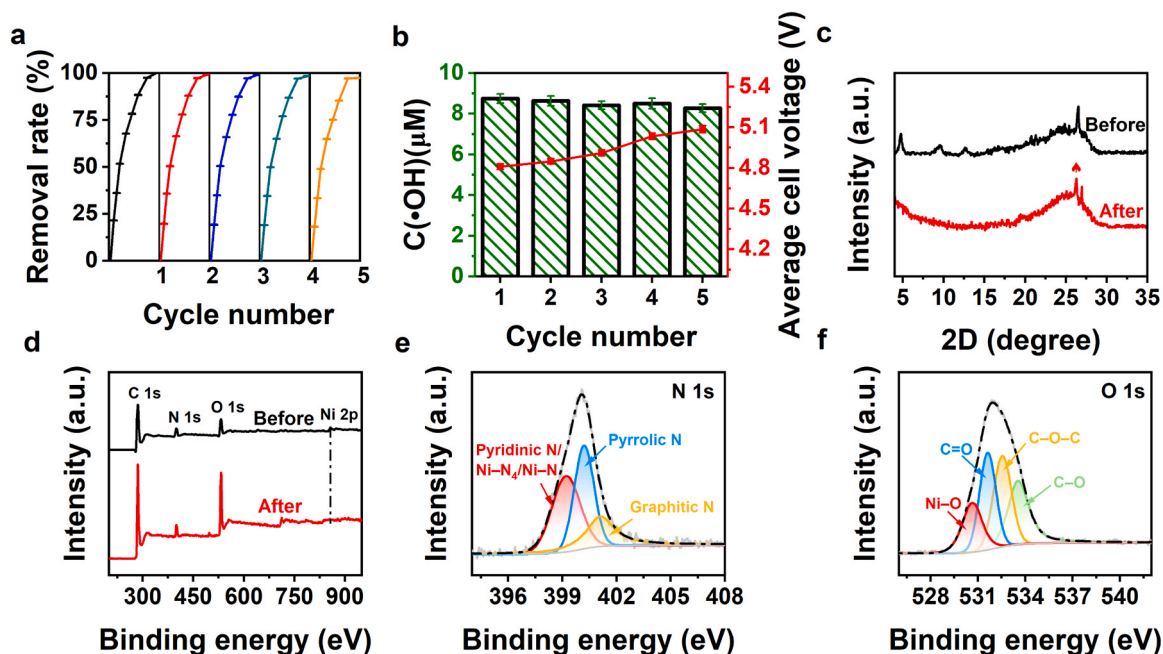 a
Removal rate (%)
100
75
50
25
0
1 2 3 4 5
Cycle number
b
C(•OH)(μM)
10
8
6
4
2
0
1 2 3 4 5
Cycle number
5.4
5.1
4.8
4.5
4.2
Average cell voltage (V)
c
Intensity (a.u.)
Before
After
5 10 15 20 25 30 35
2D (degree)
d
Intensity (a.u.)
C 1s
N 1s
O 1s
Before
Ni 2p
After
300 450 600 750 900
Binding energy (eV)
e
Intensity (a.u.)
N 1s
Pyridinic N/
Ni–N4/Ni–N
Pyrrolic N
Graphitic N
396 399 402 404 408
Binding energy (eV)
f
Intensity (a.u.)
O 1s
C=O
C–O–C
C–O
Ni–O
528 531 534 537 540
Binding energy (eV)